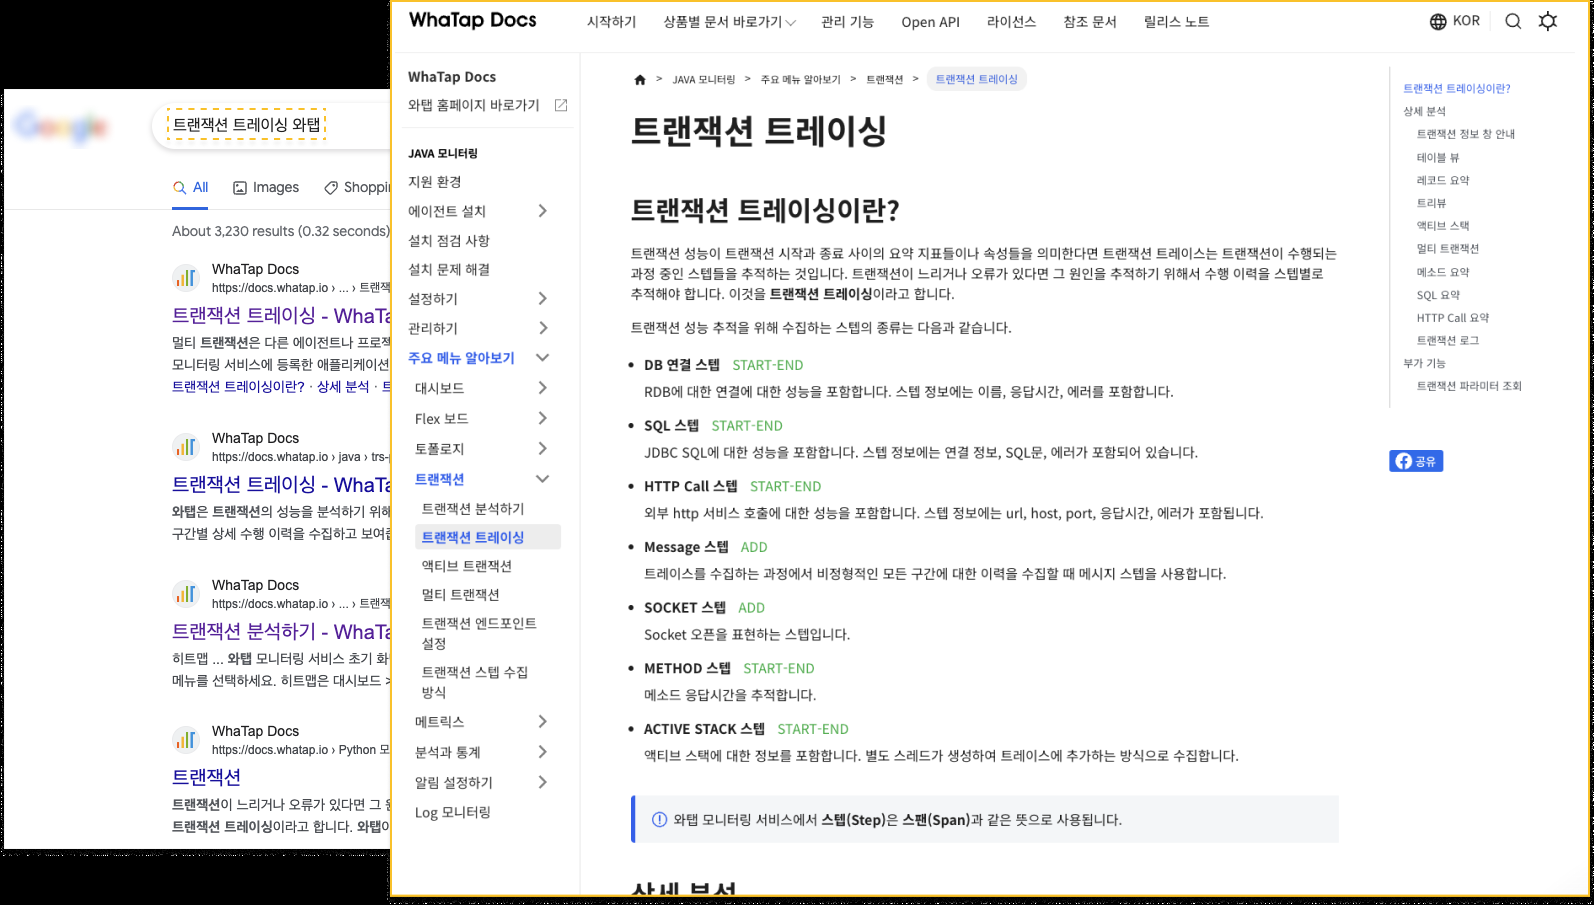 Google
트랜잭션 트레이싱 와탭
All
Images
Shoppi
About 3,230 results (0.32 seconds)
WhaTap Docs
https://docs.whatap.io › ... › 트랜잭
트랜잭션 트레이싱 - WhaTa
멀티 트랜잭션은 다른 에이전트나 프로젝
모니터링 서비스에 등록한 애플리케이션
트랜잭션 트레이싱이란? · 상세 분석 · 트
WhaTap Docs
https://docs.whatap.io › java › trs-
트랜잭션 트레이싱 - WhaTa
와탭은 트랜잭션의 성능을 분석하기 위해
구간별 상세 수행 이력을 수집하고 보여줍
WhaTap Docs
https://docs.whatap.io › ... › 트랜잭
트랜잭션 분석하기 - WhaTa
히트맵 ... 와탭 모니터링 서비스 초기 화
메뉴를 선택하세요. 히트맵은 대시보드 >
WhaTap Docs
https://docs.whatap.io › Python 모
트랜잭션
트랜잭션이 느리거나 오류가 있다면 그 원
트랜잭션 트레이싱이라고 합니다. 와탭이
WhaTap Docs
시작하기
상품별 문서 바로가기
관리 기능
Open API
라이선스
참조 문서
릴리스 노트
KOR
WhaTap Docs
와탭 홈페이지 바로가기
JAVA 모니터링
지원 환경
에이전트 설치
설치 점검 사항
설치 문제 해결
설정하기
관리하기
주요 메뉴 알아보기
대시보드
Flex 보드
토폴로지
트랜잭션
트랜잭션 분석하기
트랜잭션 트레이싱
액티브 트랜잭션
멀티 트랜잭션
트랜잭션 엔드포인트
설정
트랜잭션 스텝 수집
방식
메트릭스
분석과 통계
알림 설정하기
Log 모니터링
> JAVA 모니터링 > 주요 메뉴 알아보기 > 트랜잭션 > 트랜잭션 트레이싱
트랜잭션 트레이싱
트랜잭션 트레이싱이란?
트랜잭션 성능이 트랜잭션 시작과 종료 사이의 요약 지표들이나 속성들을 의미한다면 트랜잭션 트레이스는 트랜잭션이 수행되는
과정 중인 스텝들을 추적하는 것입니다. 트랜잭션이 느리거나 오류가 있다면 그 원인을 추적하기 위해서 수행 이력을 스텝별로
추적해야 합니다. 이것을 트랜잭션 트레이싱이라고 합니다.
트랜잭션 성능 추적을 위해 수집하는 스텝의 종류는 다음과 같습니다.
• DB 연결 스텝 START-END
RDB에 대한 연결에 대한 성능을 포함합니다. 스텝 정보에는 이름, 응답시간, 에러를 포함합니다.
• SQL 스텝 START-END
JDBC SQL에 대한 성능을 포함합니다. 스텝 정보에는 연결 정보, SQL문, 에러가 포함되어 있습니다.
• HTTP Call 스텝 START-END
외부 http 서비스 호출에 대한 성능을 포함합니다. 스텝 정보에는 url, host, port, 응답시간, 에러가 포함됩니다.
• Message 스텝 ADD
트레이스를 수집하는 과정에서 비정형적인 모든 구간에 대한 이력을 수집할 때 메시지 스텝을 사용합니다.
• SOCKET 스텝 ADD
Socket 오픈을 표현하는 스텝입니다.
• METHOD 스텝 START-END
메소드 응답시간을 추적합니다.
• ACTIVE STACK 스텝 START-END
액티브 스택에 대한 정보를 포함합니다. 별도 스레드가 생성하여 트레이스에 추가하는 방식으로 수집합니다.
와탭 모니터링 서비스에서 스텝(Step)은 스팬(Span)과 같은 뜻으로 사용됩니다.
상세 분석
트랜잭션 트레이싱이란?
상세 분석
트랜잭션 정보 창 안내
테이블 뷰
레코드 요약
트리뷰
액티브 스택
멀티 트랜잭션
메소드 요약
SQL 요약
HTTP Call 요약
트랜잭션 로그
부가 기능
트랜잭션 파라미터 조회
공유